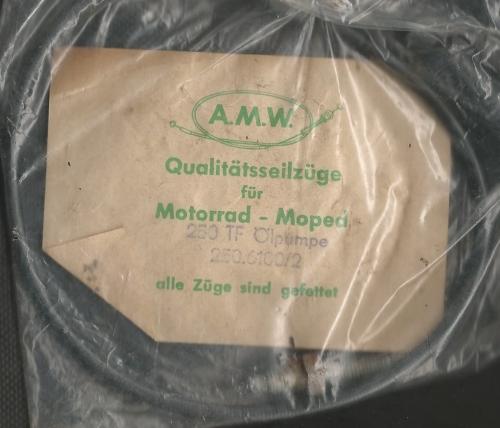 A.M.W.
Qualitätsseilzüge
für
Motorrad - Moped
250 TF Ölpumpe
250.6100/2
alle Züge sind gefettet